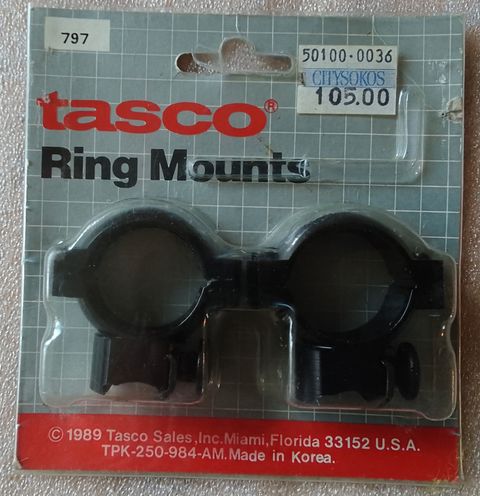 797
50100-0036
CITYSOKOS
105.00
tasco®
Ring Mounts
© 1989 Tasco Sales,Inc.Miami,Florida 33152 U.S.A.
TPK-250-984-AM.Made in Korea.